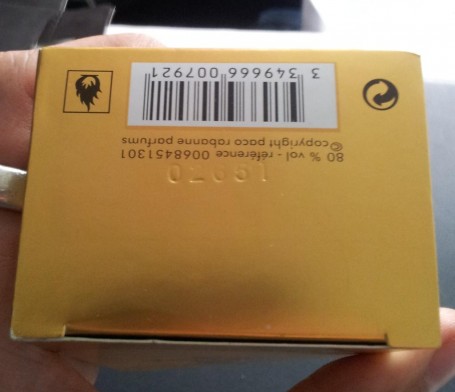 80 % vol - référence 0068451301
©copyright paco rabanne parfums
3 349666 007921